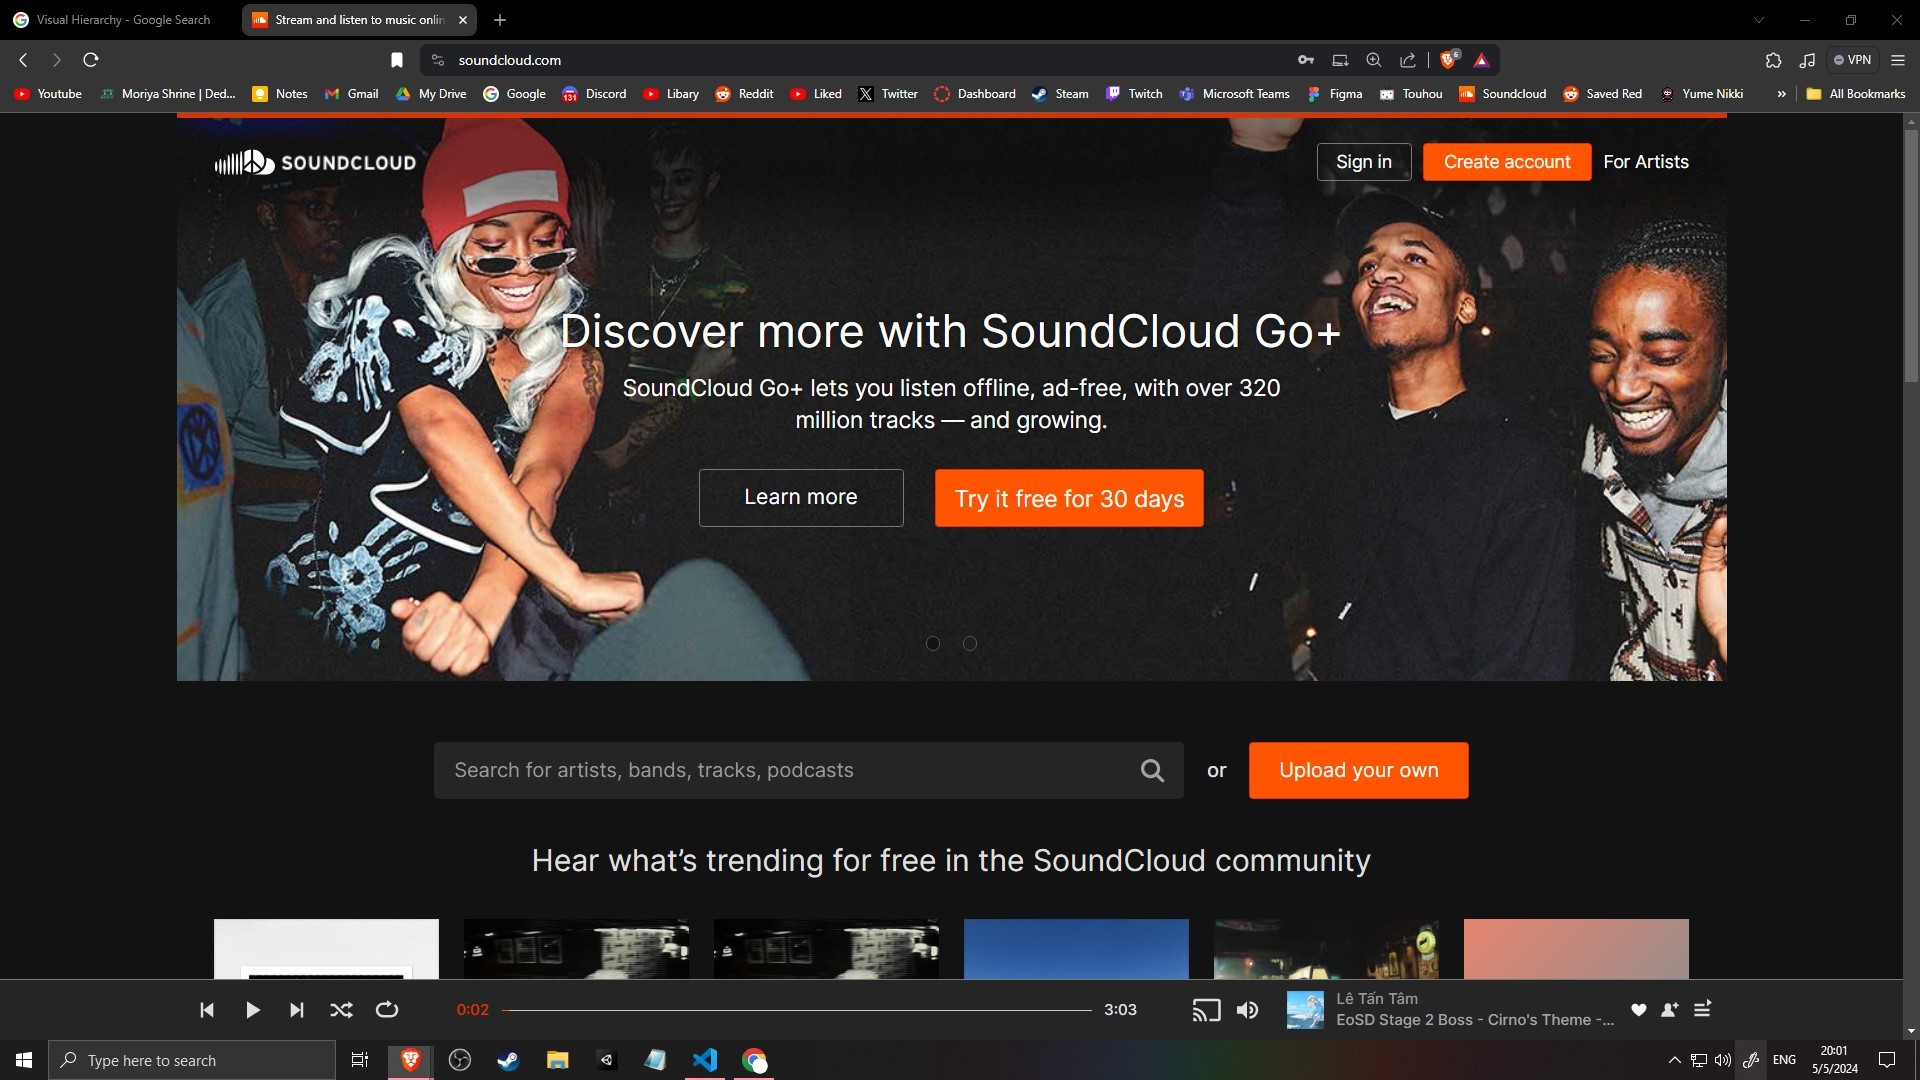 Visual Hierarchy - Google Search
Stream and listen to music onlin
soundcloud.com
6
VPN
Youtube
Moriya Shrine | Ded...
Notes
Gmail
My Drive
Google
131
Discord
Libary
Reddit
Liked
Twitter
Dashboard
Steam
Twitch
Microsoft Teams
Figma
Touhou
Soundcloud
Saved Red
Yume Nikki
»
All Bookmarks
SOUNDCLOUD
Sign in
Create account
For Artists
Discover more with SoundCloud Go+
SoundCloud Go+ lets you listen offline, ad-free, with over 320
million tracks — and growing.
Learn more
Try it free for 30 days
Search for artists, bands, tracks, podcasts
or
Upload your own
Hear what’s trending for free in the SoundCloud community
0:02
3:03
Lê Tấn Tâm
EoSD Stage 2 Boss - Cirno's Theme -...
Type here to search
ENG
20:01
5/5/2024